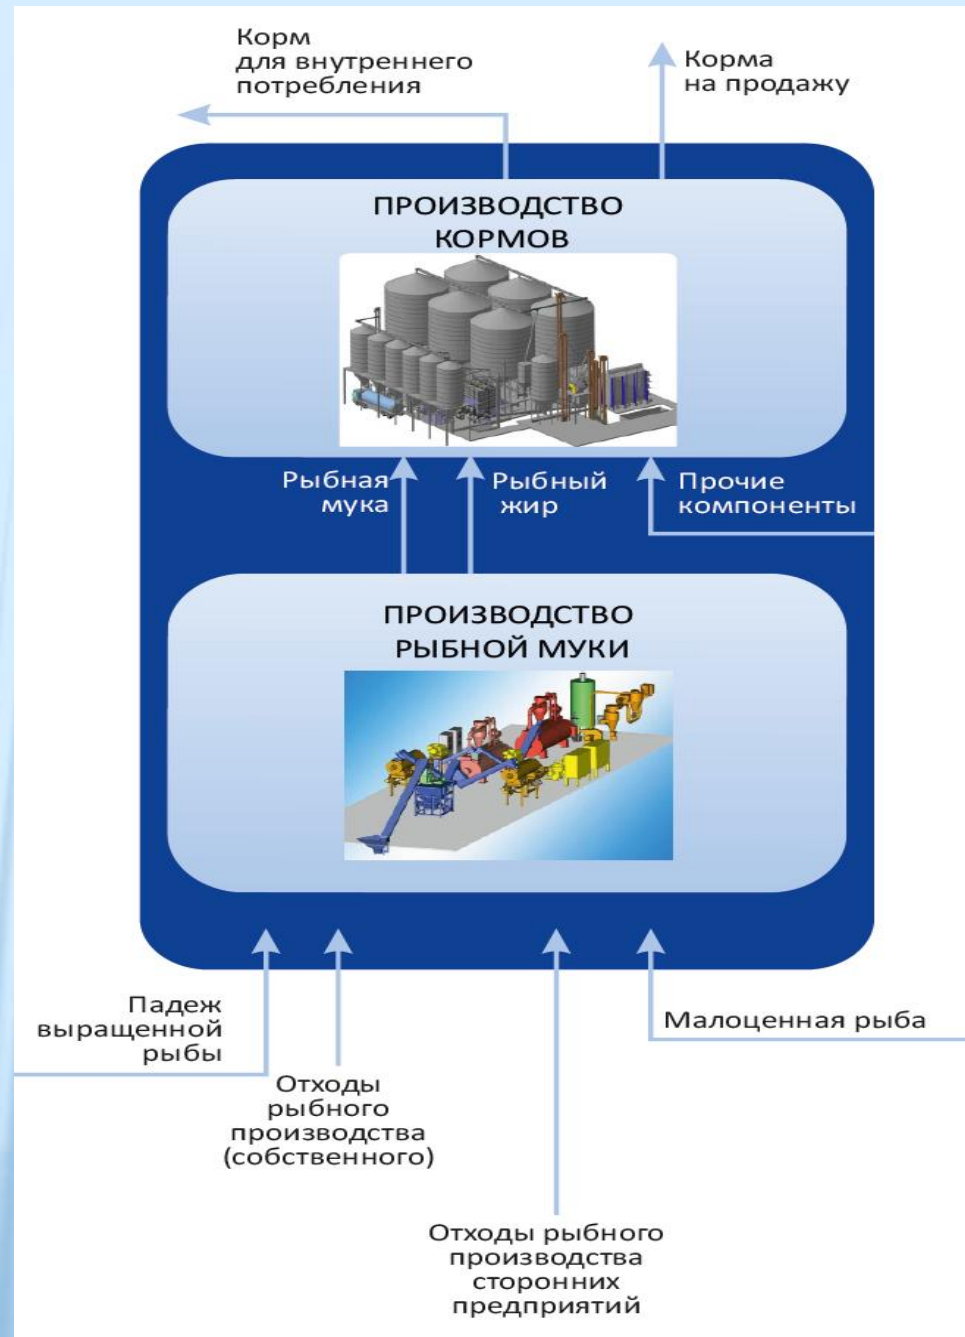 Корм
для внутреннего
потребления
Корма
на продажу
ПРОИЗВОДСТВО
КОРМОВ
Рыбная
мука
Рыбный
жир
Прочие
компоненты
ПРОИЗВОДСТВО
РЫБНОЙ МУКИ
Падеж
выращенной
рыбы
Малоценная рыба
Отходы
рыбного
производства
(собственного)
Отходы рыбного
производства
сторонних
предприятий